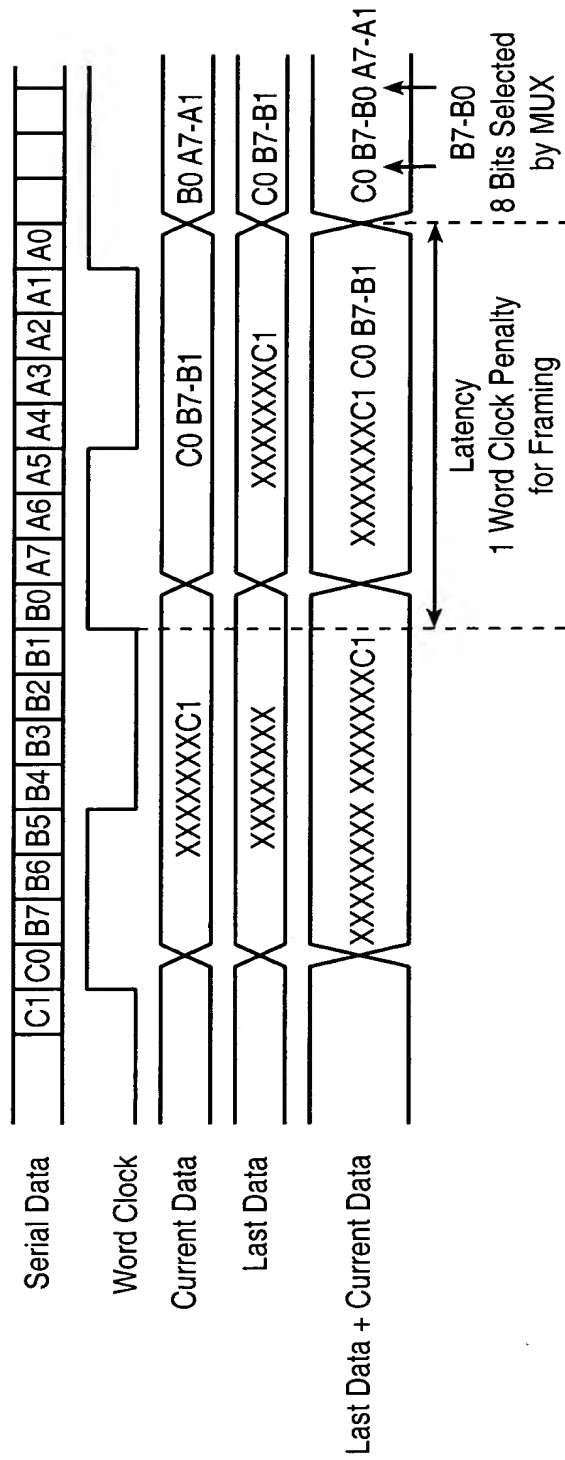 Serial Data C1 C0 B7 B6 B5 B4 B3 B2 B1 B0 A7 A6 A5 A4 A3 A2 A1 A0
Word Clock
Current Data XXXXXXXC1 C0 B7-B1 B0 A7-A1
Last Data XXXXXXXX XXXXXXXC1 C0 B7-B1
Last Data + Current Data XXXXXXXX XXXXXXXC1 XXXXXXXC1 C0 B7-B1 C0 B7-B0 A7-A1
Latency
1 Word Clock Penalty
for Framing
B7-B0
8 Bits Selected
by MUX